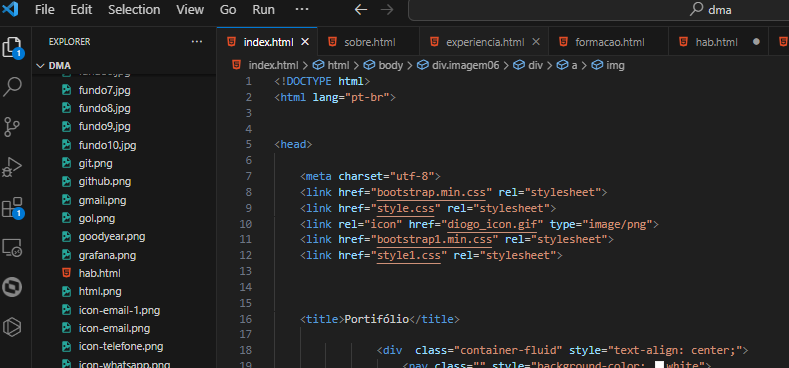 File Edit Selection View Go Run ··· dma
EXPLORER ···
index.html sobre.html experiencia.html formacao.html hab.html
DMA
index.html > html > body > div.imagem06 > div > a > img
1
1
fundo7.jpg
fundo8.jpg
fundo9.jpg
fundo10.jpg
git.png
github.png
gmail.png
gol.png
goodyear.png
grafana.png
hab.html
html.png
icon-email-1.png
icon-email.png
icon-telefone.png
icon-whatsapp.png
1 <!DOCTYPE html>
2 <html lang="pt-br">
3
4
5 <head>
6
7 <meta charset="utf-8">
8 <link href="bootstrap.min.css" rel="stylesheet">
9 <link href="style.css" rel="stylesheet">
10 <link rel="icon" href="diogo_icon.gif" type="image/png">
11 <link href="bootstrap1.min.css" rel="stylesheet">
12 <link href="style1.css" rel="stylesheet">
13
14
15
16 <title>Portifólio</title>
17
18 <div class="container-fluid" style="text-align: center;">
19 <nav class="" style="background-color: white">